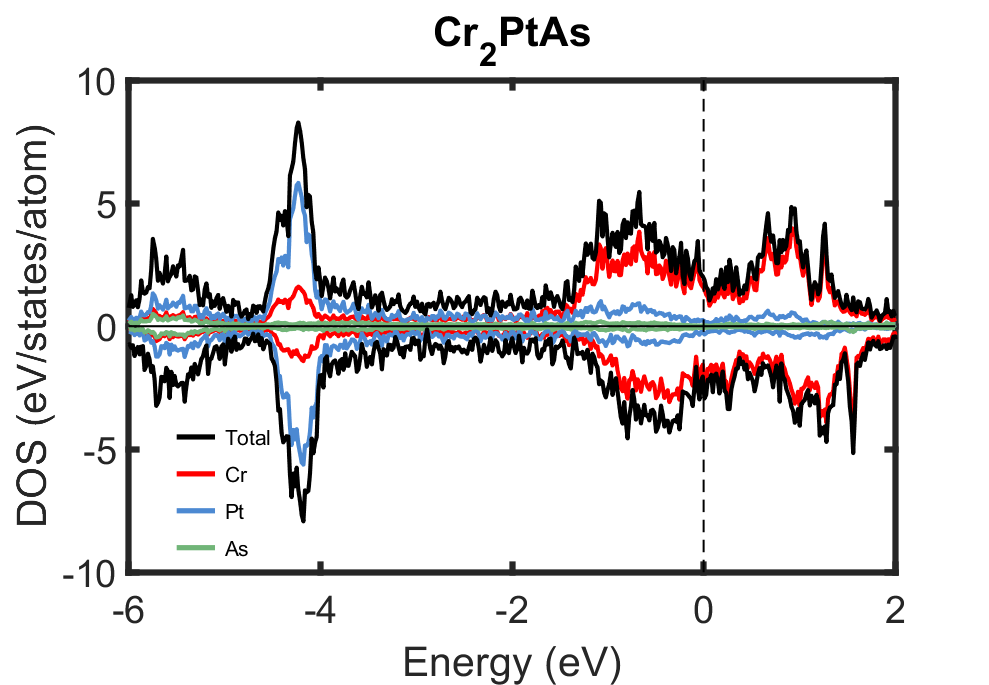 Cr2PtAs
10
5
0
-5
-10
DOS (eV/states/atom)
Total
Cr
Pt
As
-6 -4 -2 0 2
Energy (eV)